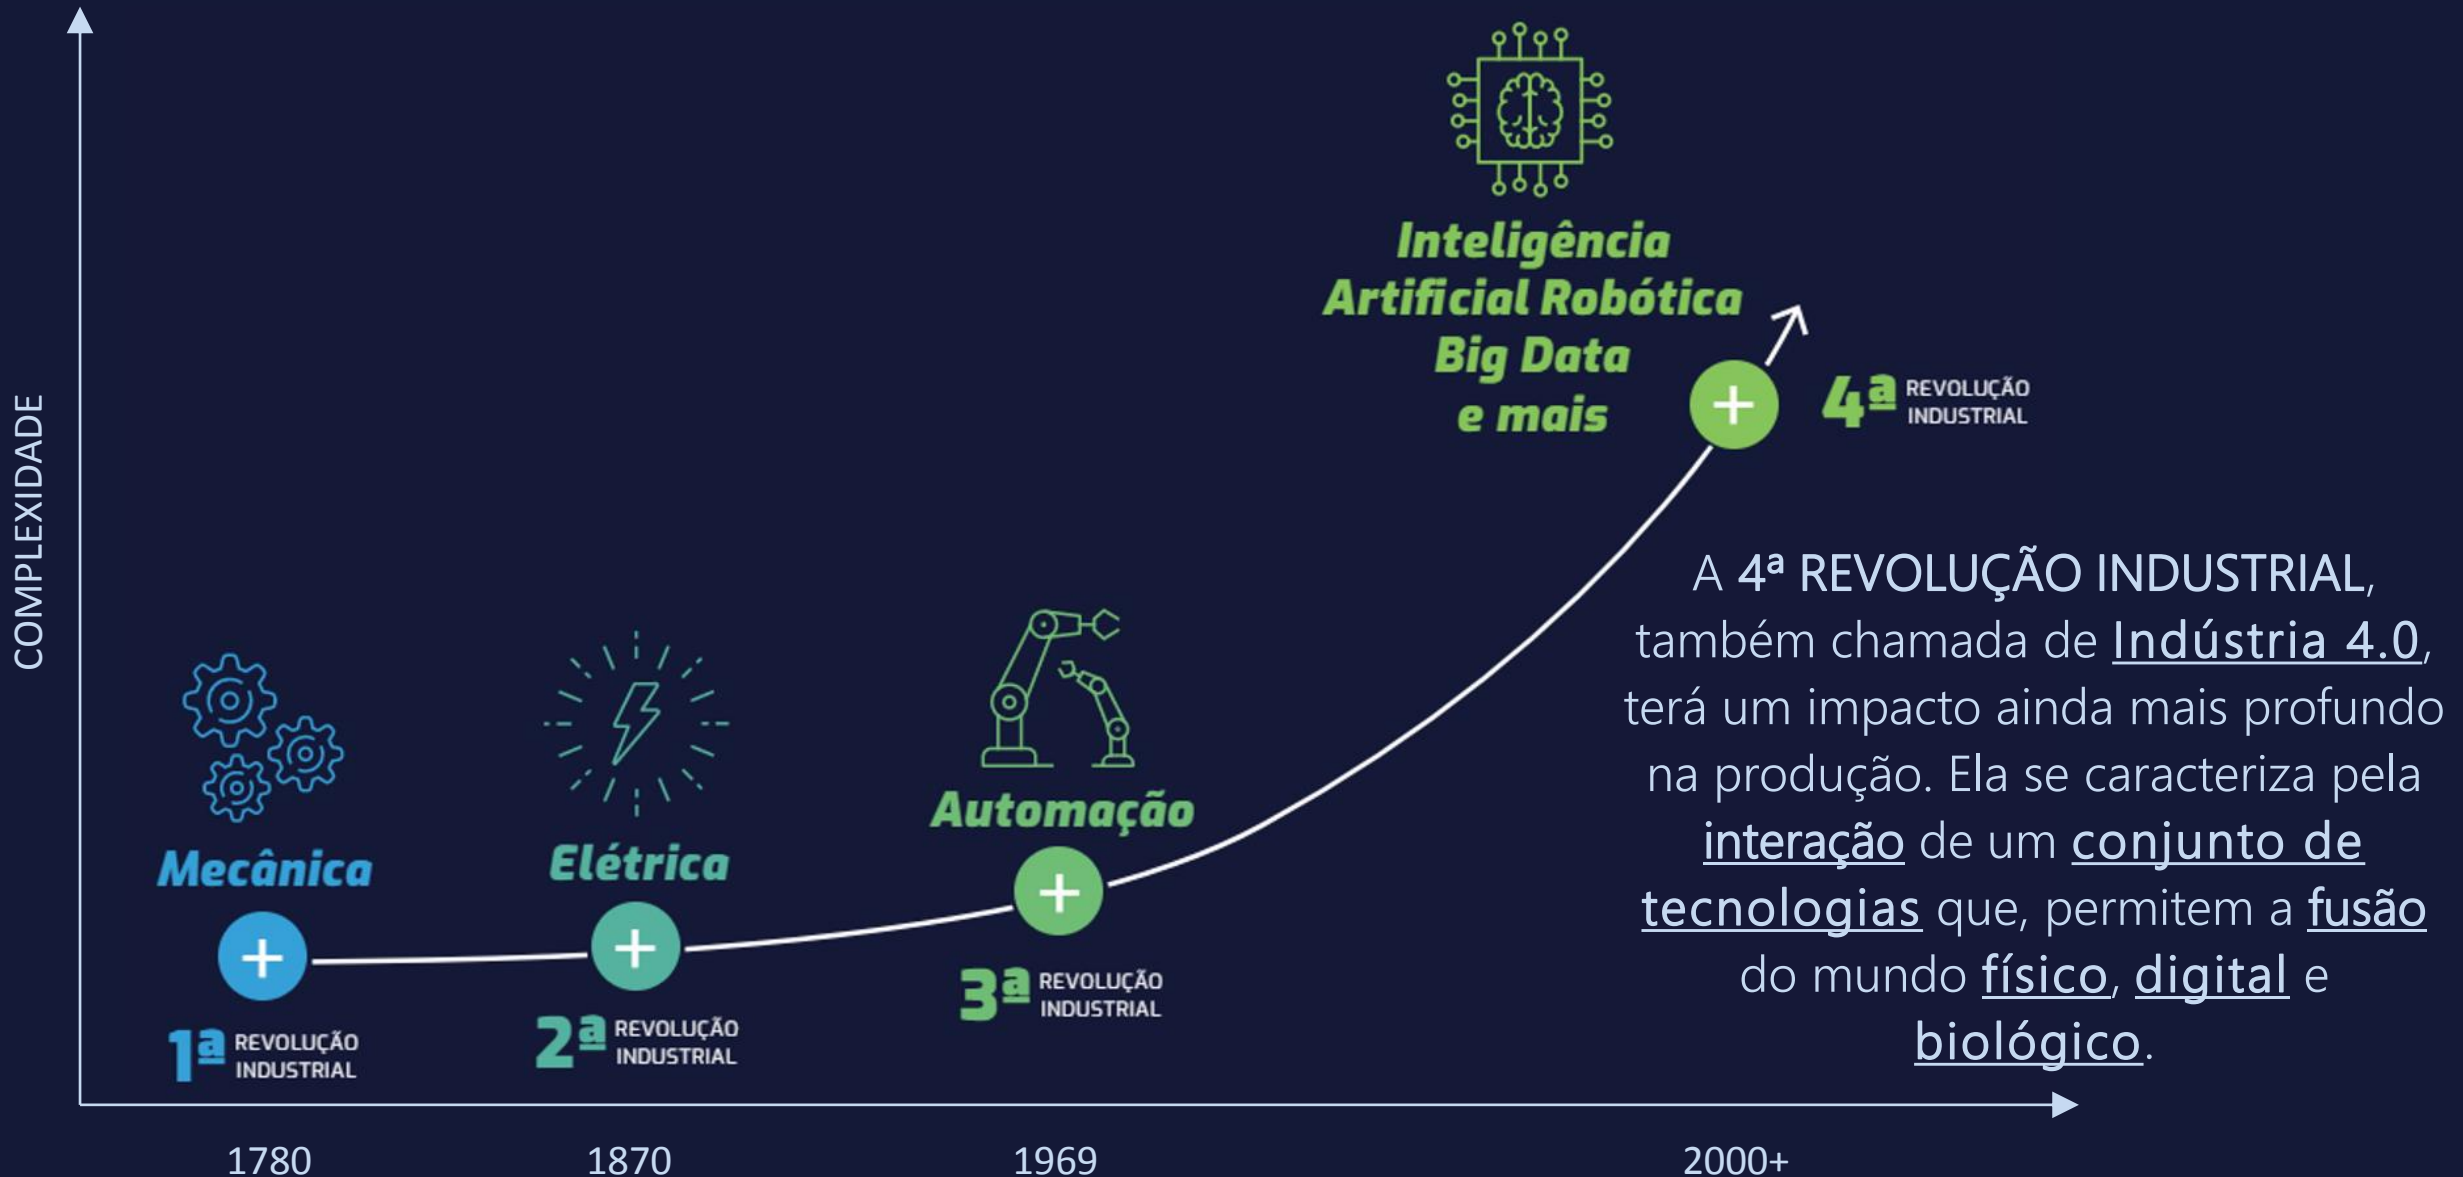 COMPLEXIDADE
Mecânica
1ª REVOLUÇÃO
INDUSTRIAL
Elétrica
2ª REVOLUÇÃO
INDUSTRIAL
Automação
3ª REVOLUÇÃO
INDUSTRIAL
Inteligência
Artificial Robótica
Big Data
e mais
4ª REVOLUÇÃO
INDUSTRIAL
A 4ª REVOLUÇÃO INDUSTRIAL,
também chamada de Indústria 4.0,
terá um impacto ainda mais profundo
na produção. Ela se caracteriza pela
interação de um conjunto de
tecnologias que, permitem a fusão
do mundo físico, digital e
biológico.
1780 1870 1969 2000+